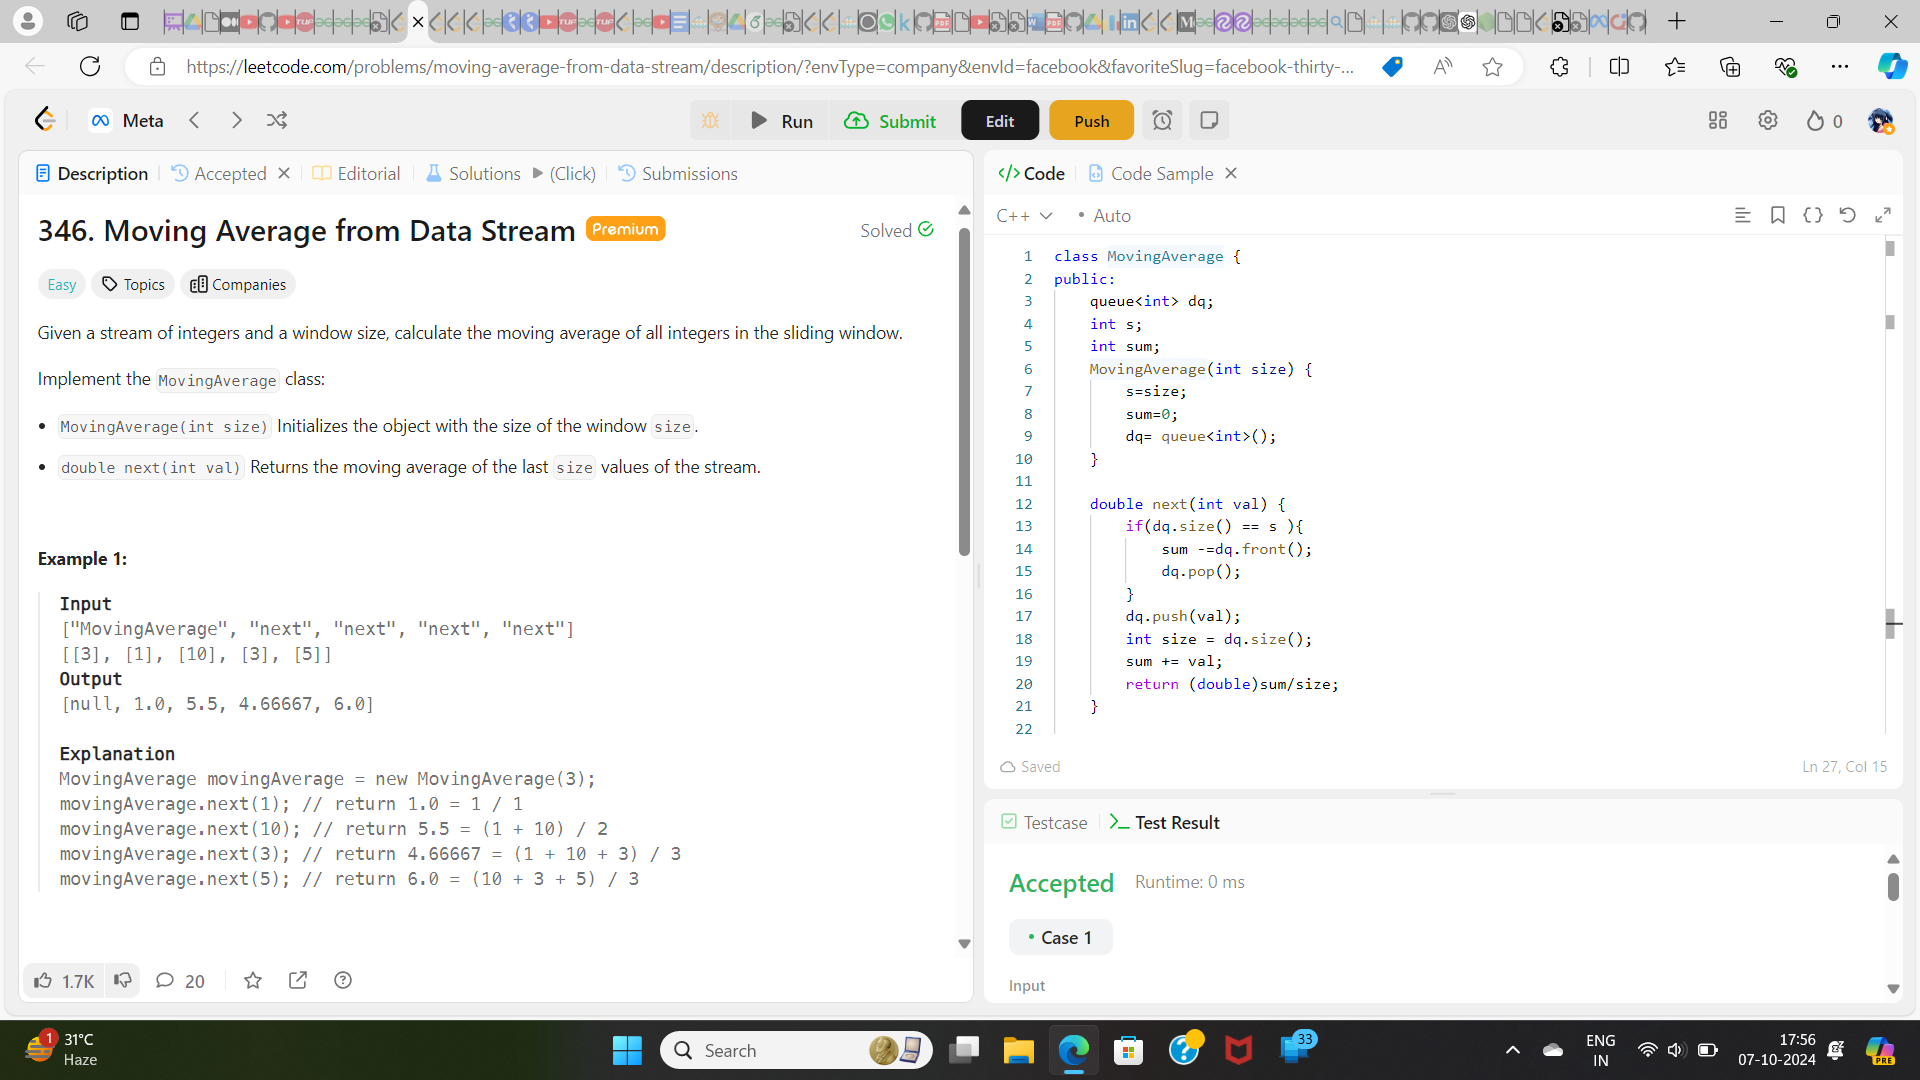 https://leetcode.com/problems/moving-average-from-data-stream/description/?envType=company&envId=facebook&favoriteSlug=facebook-thirty-...
Meta
Run
Submit
Edit
Push
0
Description
Accepted
Editorial
Solutions
(Click)
Submissions
346. Moving Average from Data Stream
Premium
Solved
Easy
Topics
Companies
Given a stream of integers and a window size, calculate the moving average of all integers in the sliding window.
Implement the MovingAverage class:
• MovingAverage(int size) Initializes the object with the size of the window size.
• double next(int val) Returns the moving average of the last size values of the stream.
Example 1:
Input
["MovingAverage", "next", "next", "next", "next"]
[[3], [1], [10], [3], [5]]
Output
[null, 1.0, 5.5, 4.66667, 6.0]
Explanation
MovingAverage movingAverage = new MovingAverage(3);
movingAverage.next(1); // return 1.0 = 1 / 1
movingAverage.next(10); // return 5.5 = (1 + 10) / 2
movingAverage.next(3); // return 4.66667 = (1 + 10 + 3) / 3
movingAverage.next(5); // return 6.0 = (10 + 3 + 5) / 3
1.7K
20
</> Code
Code Sample
C++
• Auto
1 class MovingAverage {
2 public:
3 queue<int> dq;
4 int s;
5 int sum;
6 MovingAverage(int size) {
7 s=size;
8 sum=0;
9 dq= queue<int>();
10 }
11
12 double next(int val) {
13 if(dq.size() == s ){
14 sum -=dq.front();
15 dq.pop();
16 }
17 dq.push(val);
18 int size = dq.size();
19 sum += val;
20 return (double)sum/size;
21 }
22
Saved
Ln 27, Col 15
Testcase
Test Result
Accepted
Runtime: 0 ms
• Case 1
Input
1
31°C
Haze
Search
33
ENG
IN
17:56
07-10-2024
PRE